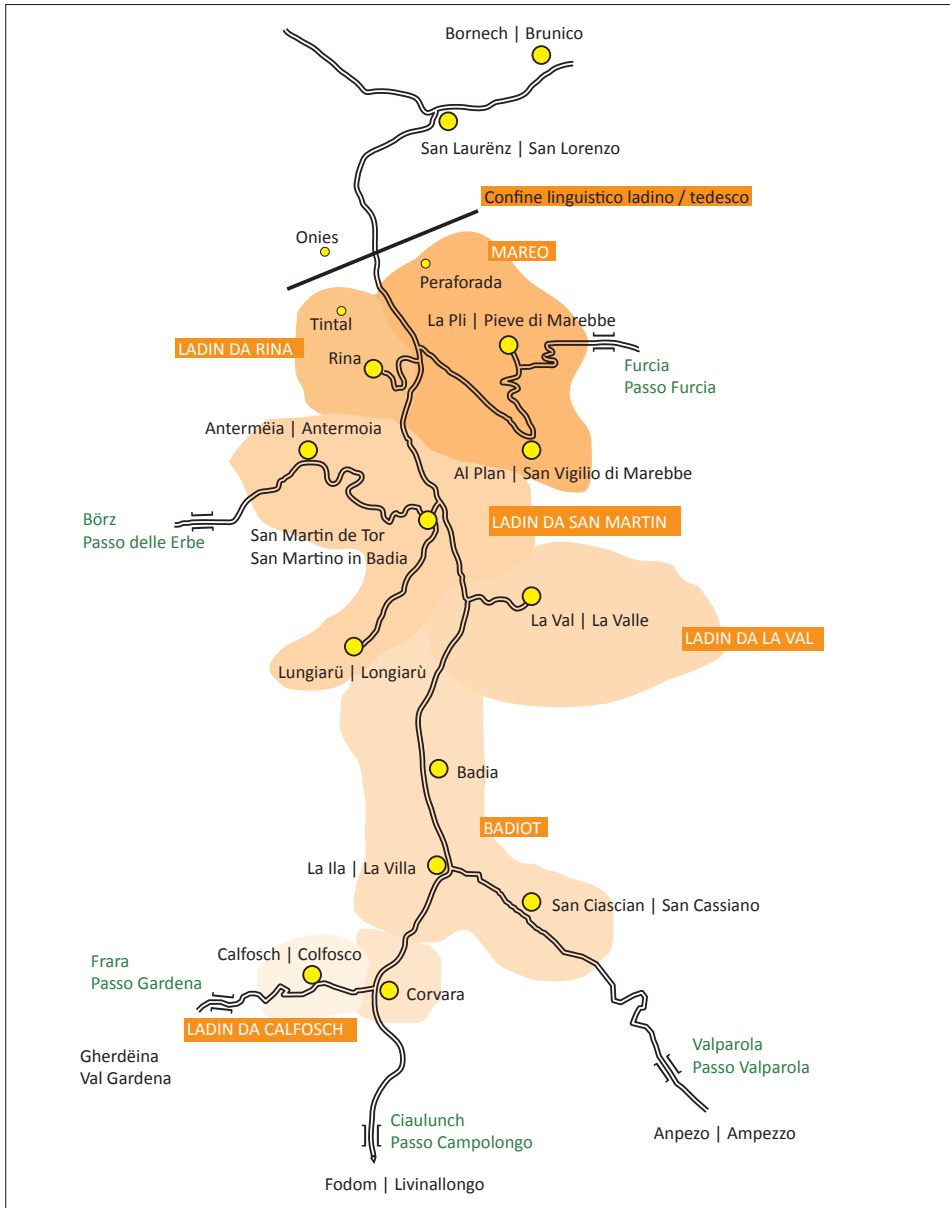 Bornech | Brunico
San Laurënz | San Lorenzo
Confine linguistico ladino / tedesco
Onies
MAREO
Peraforada
Tintal
La Pli | Pieve di Marebbe
LADIN DA RINA
Rina
Furcia
Passo Furcia
Antermëia | Antermoia
Al Plan | San Vigilio di Marebbe
Börz
Passo delle Erbe
San Martin de Tor
San Martino in Badia
LADIN DA SAN MARTIN
La Val | La Valle
LADIN DA LA VAL
Lungiarü | Longiarù
Badia
BADIOT
La Ila | La Villa
San Ciascian | San Cassiano
Calfosch | Colfosco
Frara
Passo Gardena
Corvara
LADIN DA CALFOSCH
Gherdëina
Val Gardena
Valparola
Passo Valparola
Ciaulunch
Passo Campolongo
Anpezo | Ampezzo
Fodom | Livinallongo